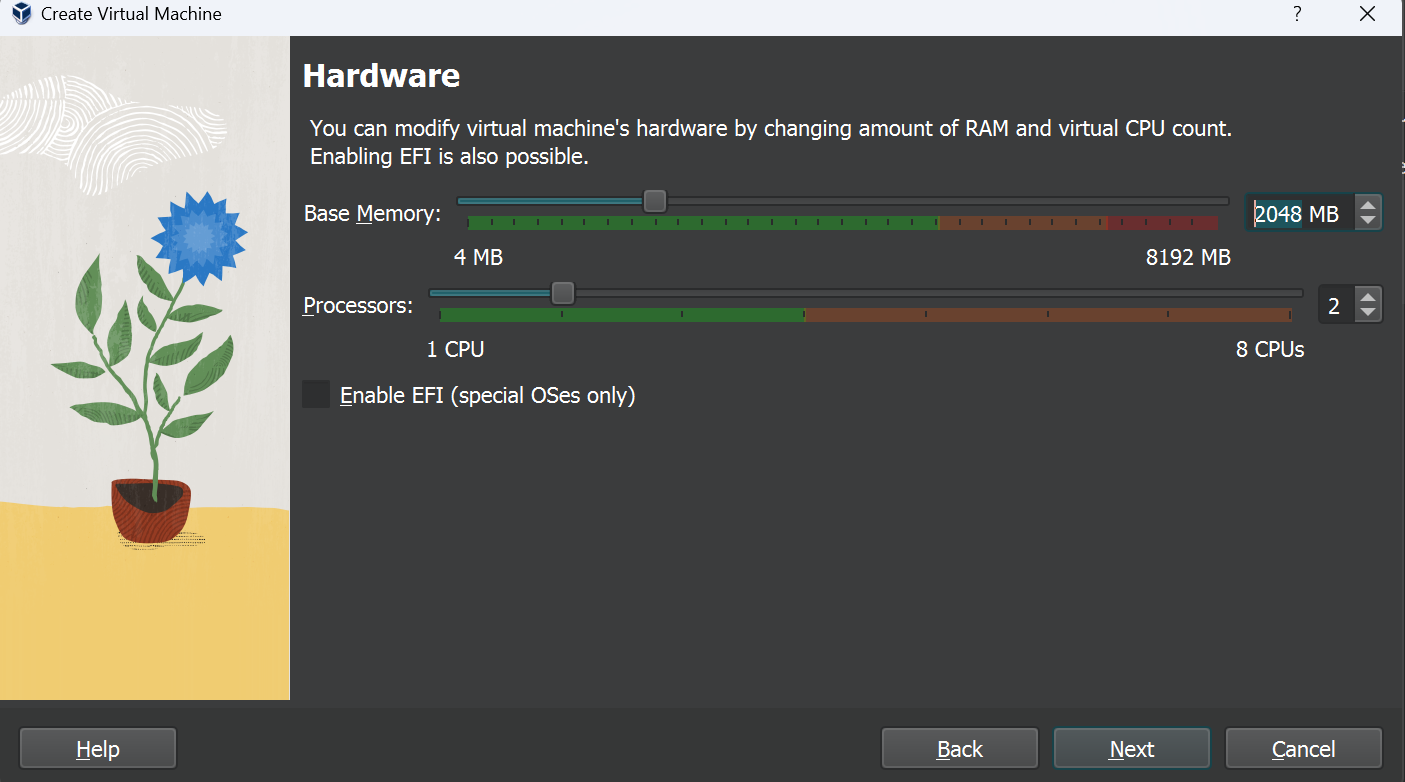 Create Virtual Machine
?
Hardware
You can modify virtual machine's hardware by changing amount of RAM and virtual CPU count.
Enabling EFI is also possible.
Base Memory:
2048 MB
4 MB
8192 MB
Processors:
2
1 CPU
8 CPUs
Enable EFI (special OSes only)
Help
Back
Next
Cancel